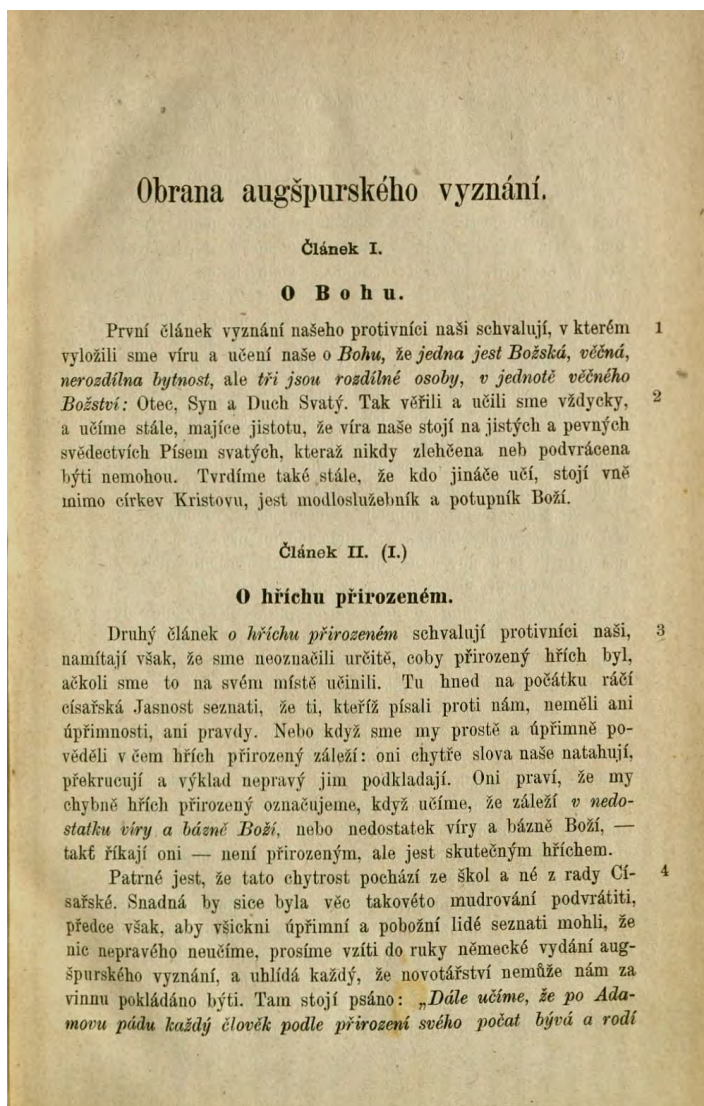 Obrana augšpurského vyznání.
Článek I.
O Bohu.
První článek vyznání našeho protivníci naši schvalují, v kterém 1
vyložili sme víru a učení naše o Bohu, že jedna jest Božská, věčná,
nerozdílna bytnost, ale tři jsou rozdílné osoby, v jednotě věčného
Božství: Otec, Syn a Duch Svatý. Tak věřili a učili sme vždycky, 2
a učíme stále, majíce jistotu, že víra naše stojí na jistých a pevných
svědectvích Písem svatých, kteraž nikdy zlehčena neb podvrácena
býti nemohou. Tvrdíme také stále, že kdo jináče učí, stojí vně
mimo církev Kristovu, jest modloslužebník a potupník Boží.
Článek II. (I.)
O hříchu přirozeném.
Druhý článek o hříchu přirozeném schvalují protivníci naši, 3
namítají však, že sme neoznačili určitě, coby přirozený hřích byl,
ačkoli sme to na svém místě učinili. Tu hned na počátku ráčí
císařská Jasnost seznati, že ti, kteříž písali proti nám, neměli ani
úpřimnosti, ani pravdy. Nebo když sme my prostě a úpřimně po-
věděli v čem hřích přirozený záleží: oni chytře slova naše natahují,
překrucují a výklad nepravý jim podkladají. Oni praví, že my
chybně hřích přirozený označujeme, když učíme, že záleží v nedo-
statku víry a bázně Boží, nebo nedostatek víry a bázně Boží, —
také říkají oni — není přirozeným, ale jest skutečným hříchem.
Patrné jest, že tato chytrost pochází ze škol a né z rady Cí- 4
sařské. Snadná by sice byla věc takovéto mudrování podvrátiti,
předce však, aby všickni úpřimní a pobožní lidé seznati mohli, že
nic nepravého neučíme, prosíme vzíti do ruky německé vydání aug-
špurského vyznání, a uhlídá každý, že novotářství nemůže nám za
vinnu pokládáno býti. Tam stojí psáno: „Dále učíme, že po Ada-
movu pádu každý člověk podle přirození svého počat bývá a rodí